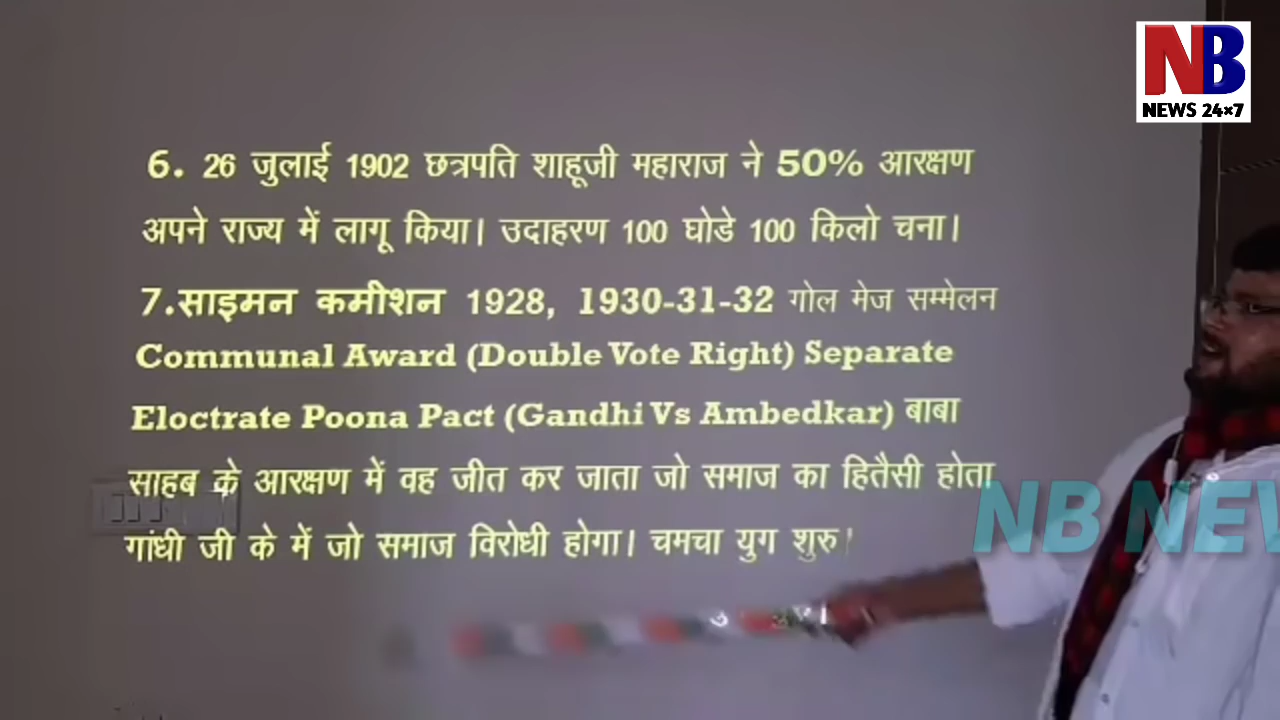 NB
NEWS 24×7
6. 26 जुलाई 1902 छत्रपति शाहूजी महाराज ने 50% आरक्षण
अपने राज्य में लागू किया। उदाहरण 100 घोडे 100 किलो चना।
7.साइमन कमीशन 1928, 1930-31-32 गोल मेज सम्मेलन
Communal Award (Double Vote Right) Separate
Eloctrate Poona Pact (Gandhi Vs Ambedkar) बाबा
साहब के आरक्षण में वह जीत कर जाता जो समाज का हितैसी होता
गांधी जी के में जो समाज विरोधी होगा। चमचा युग शुरु।
NB NEW